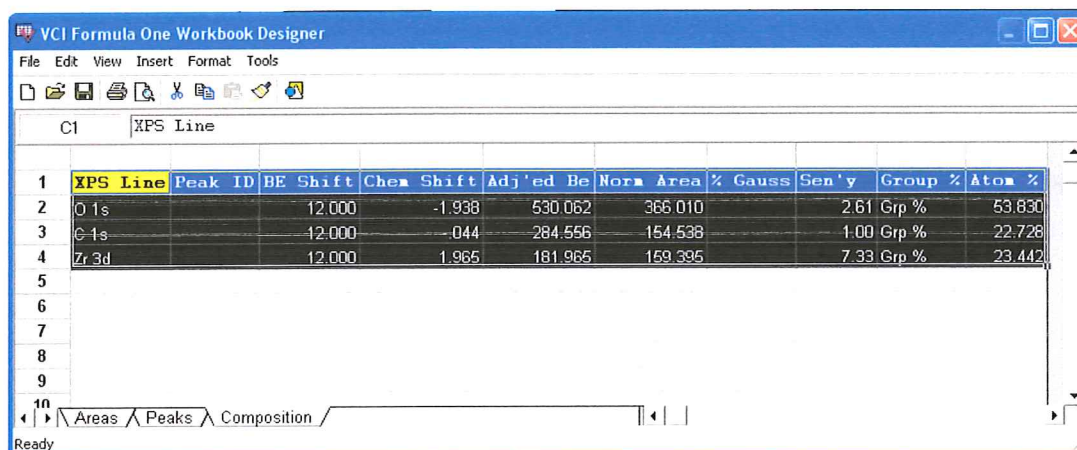 VCI Formula One Workbook Designer
File Edit View Insert Format Tools
C1 XPS Line
1 XPS Line Peak ID BE Shift Chem Shift Adj'ed Be Norm Area % Gauss Sen'y Group % Atom %
2 O 1s 12.000 -1.938 530.062 366.010 2.61 Grp % 53.830
3 C 1s 12.000 -.044 284.556 154.538 1.00 Grp % 22.728
4 Zr 3d 12.000 1.965 181.965 159.395 7.33 Grp % 23.442
5
6
7
8
9
10
Areas Peaks Composition
Ready